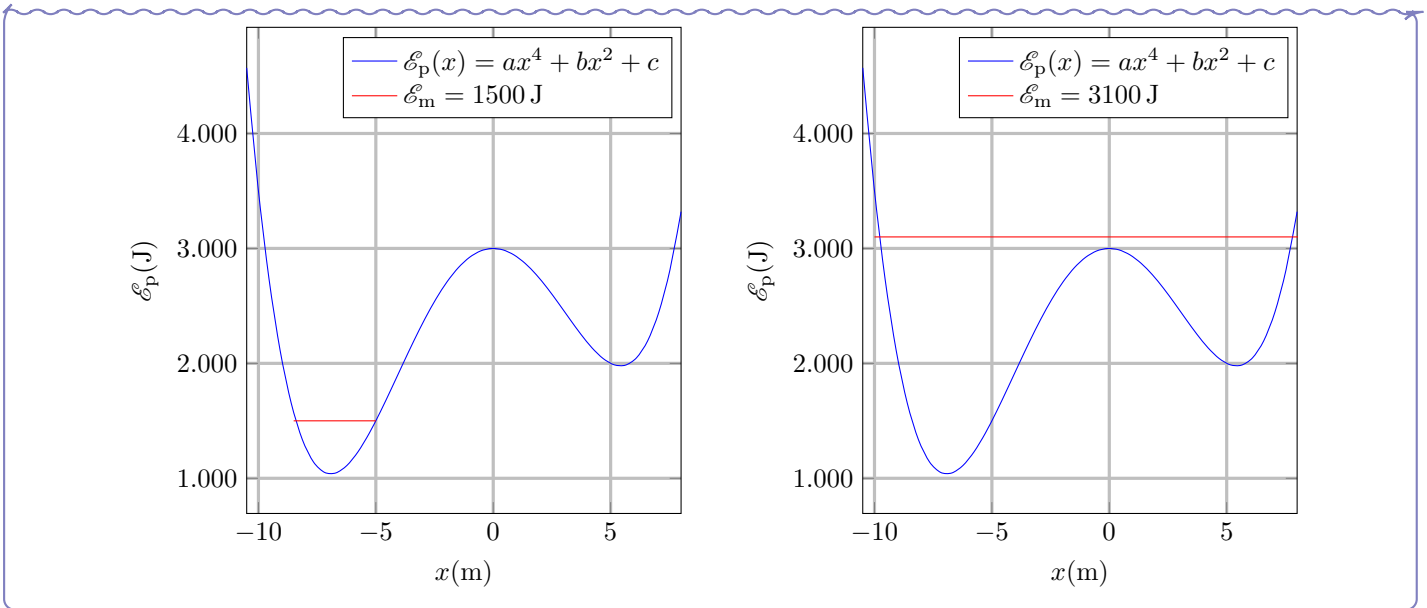 ℰp(x) = ax⁴ + bx² + c
ℰm = 1500 J
4.000
3.000
2.000
1.000
−10
−5
0
5
x(m)
ℰp(J)
ℰp(x) = ax⁴ + bx² + c
ℰm = 3100 J
4.000
3.000
2.000
1.000
−10
−5
0
5
x(m)
ℰp(J)